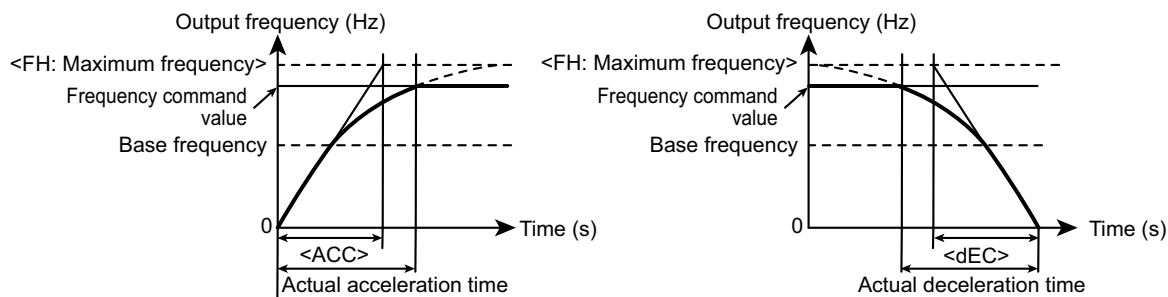 Output frequency (Hz)
<FH: Maximum frequency>
Frequency command
value
Base frequency
0
Time (s)
<ACC>
Actual acceleration time
Output frequency (Hz)
<FH: Maximum frequency>
Frequency command
value
Base frequency
0
Time (s)
<dEC>
Actual deceleration time